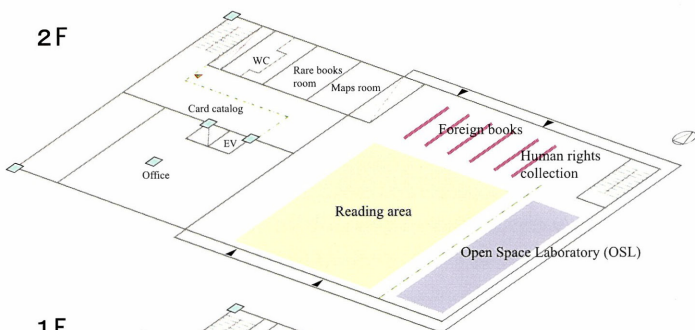 2F
WC
Rare books
room
Maps room
Card catalog
EV
Office
Foreign books
Human rights
collection
Reading area
Open Space Laboratory (OSL)
1F